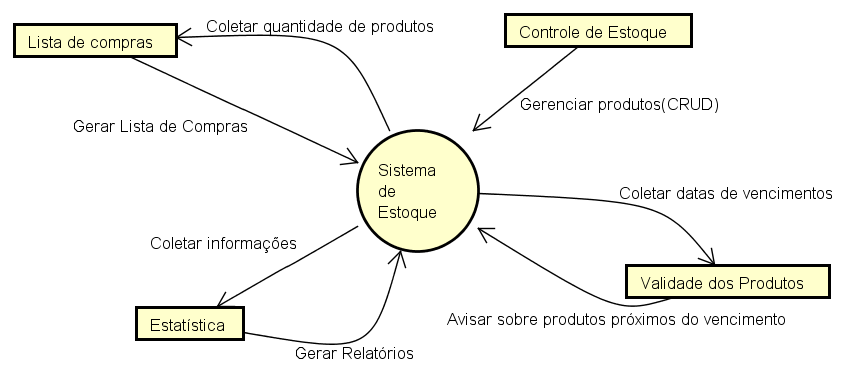 Coletar quantidade de produtos
Lista de compras
Controle de Estoque
Gerenciar produtos(CRUD)
Gerar Lista de Compras
Sistema
de
Estoque
Coletar datas de vencimentos
Coletar informações
Validade dos Produtos
Estatística
Avisar sobre produtos próximos do vencimento
Gerar Relatórios